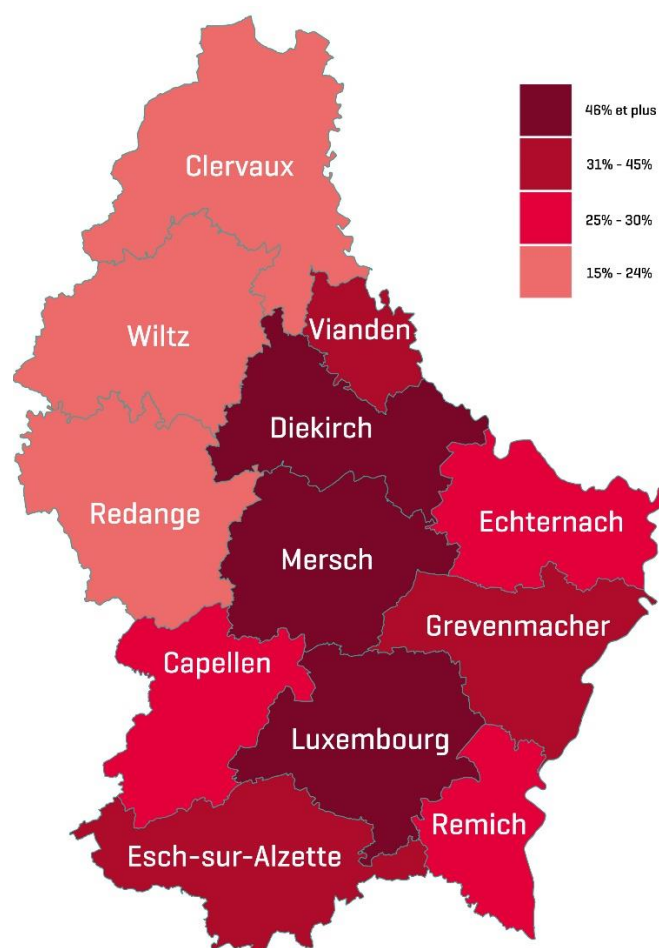 46% et plus
31% - 45%
25% - 30%
15% - 24%
Clervaux
Wiltz
Vianden
Diekirch
Redange
Echternach
Mersch
Grevenmacher
Capellen
Luxembourg
Remich
Esch-sur-Alzette